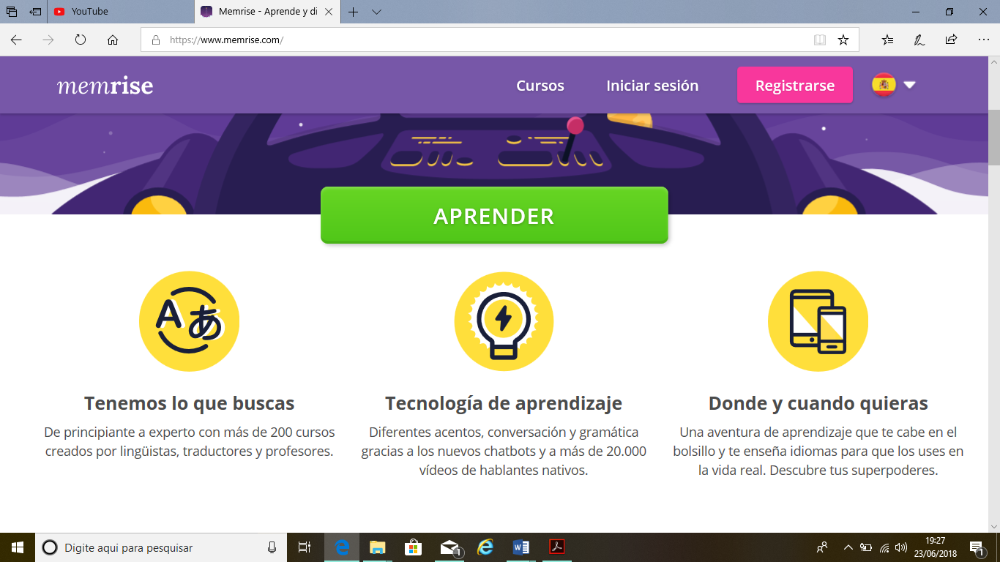 YouTube
Memrise - Aprende y di
https://www.memrise.com/
memrise
Cursos
Iniciar sesión
Registrarse
APRENDER
Aあ
Tenemos lo que buscas
De principiante a experto con más de 200 cursos
creados por lingüistas, traductores y profesores.
Tecnología de aprendizaje
Diferentes acentos, conversación y gramática
gracias a los nuevos chatbots y a más de 20.000
vídeos de hablantes nativos.
Donde y cuando quieras
Una aventura de aprendizaje que te cabe en el
bolsillo y te enseña idiomas para que los uses en
la vida real. Descubre tus superpoderes.
Digite aqui para pesquisar
1
19:27
23/06/2018
1